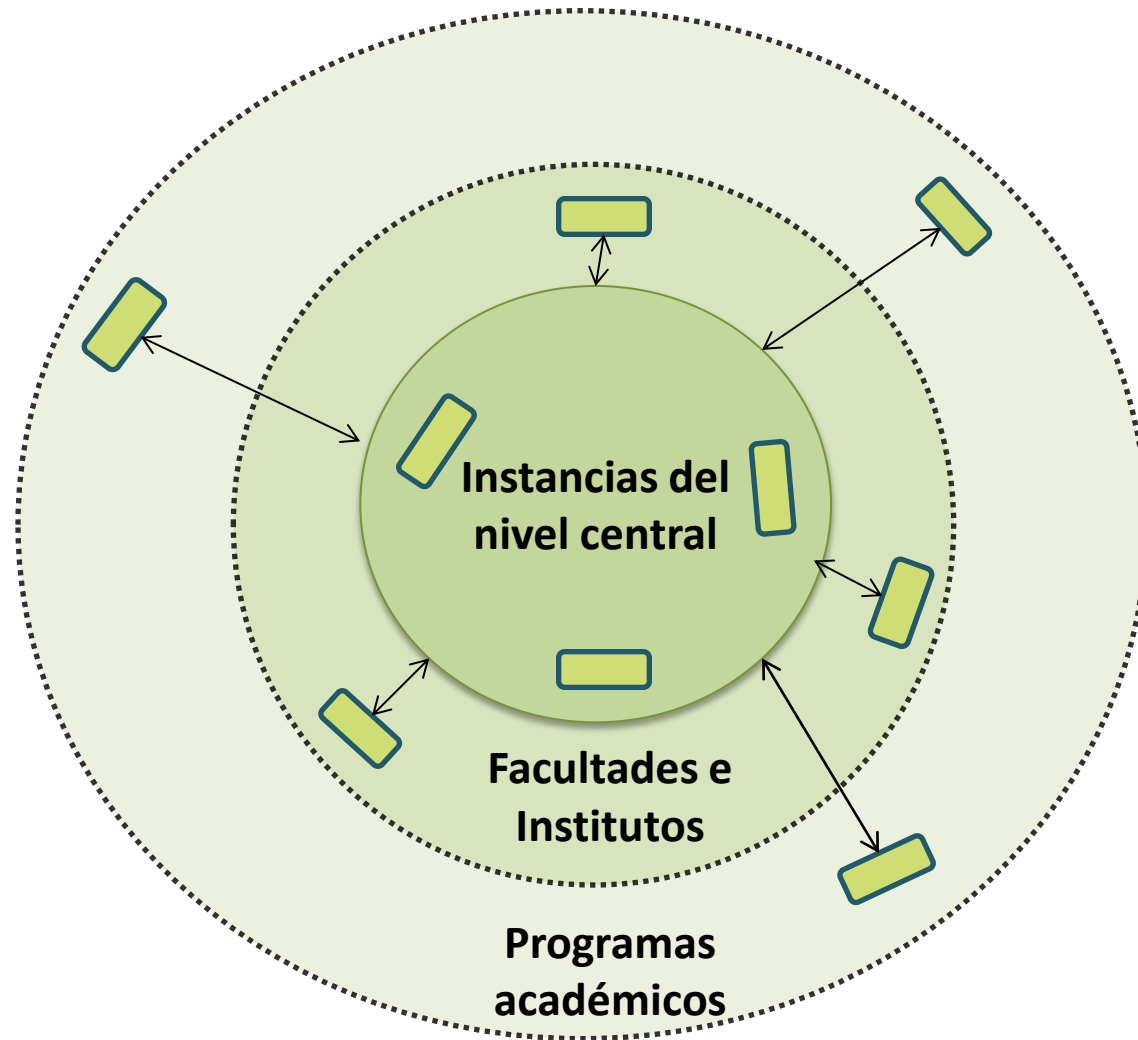 Instancias del
nivel central
Facultades e
Institutos
Programas
académicos